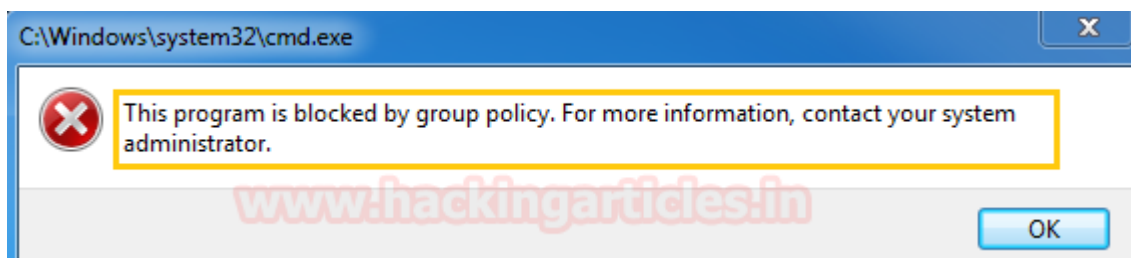 C:\Windows\system32\cmd.exe
This program is blocked by group policy. For more information, contact your system
administrator.
www.hackingarticles.in
OK